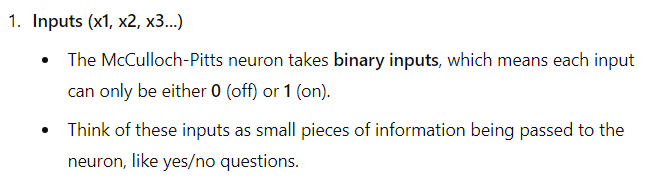 1. Inputs (x1, x2, x3...)
• The McCulloch-Pitts neuron takes binary inputs, which means each input
can only be either 0 (off) or 1 (on).
• Think of these inputs as small pieces of information being passed to the
neuron, like yes/no questions.